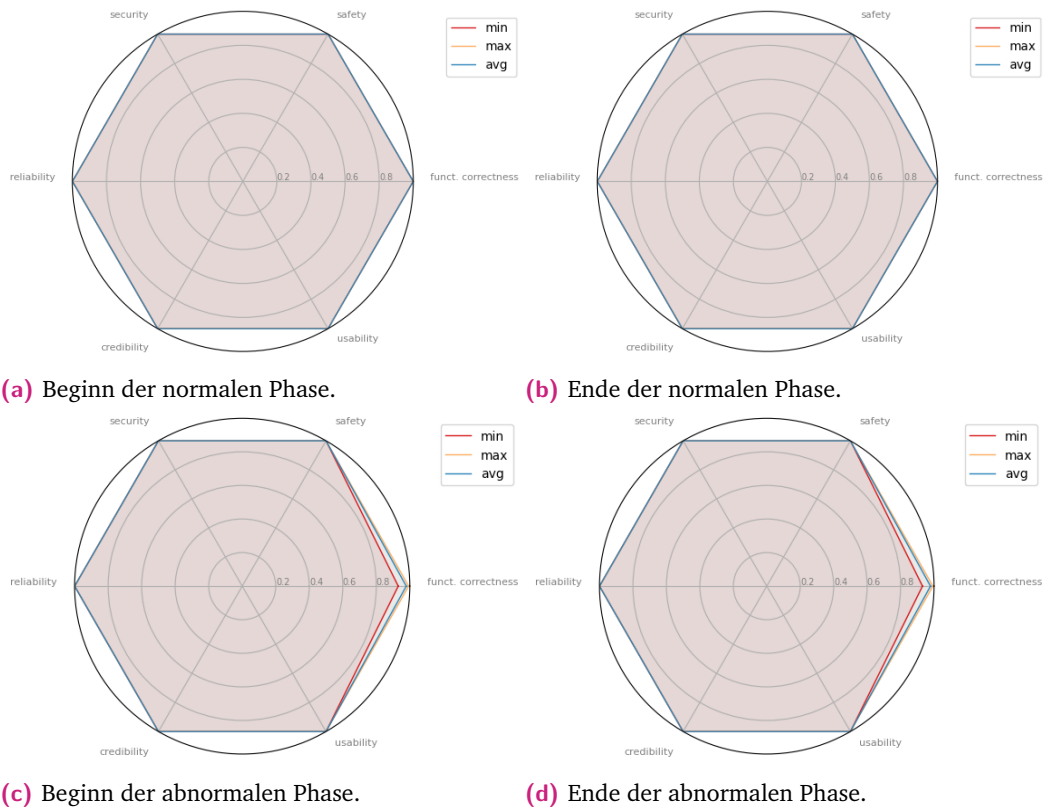 security
safety
min
max
avg
reliability
0.2 0.4 0.6 0.8
funct. correctness
credibility
usability
security
safety
min
max
avg
reliability
0.2 0.4 0.6 0.8
funct. correctness
credibility
usability
(a) Beginn der normalen Phase.
(b) Ende der normalen Phase.
security
safety
min
max
avg
reliability
0.2 0.4 0.6 0.8
funct. correctness
credibility
usability
security
safety
min
max
avg
reliability
0.2 0.4 0.6 0.8
funct. correctness
credibility
usability
(c) Beginn der abnormalen Phase.
(d) Ende der abnormalen Phase.